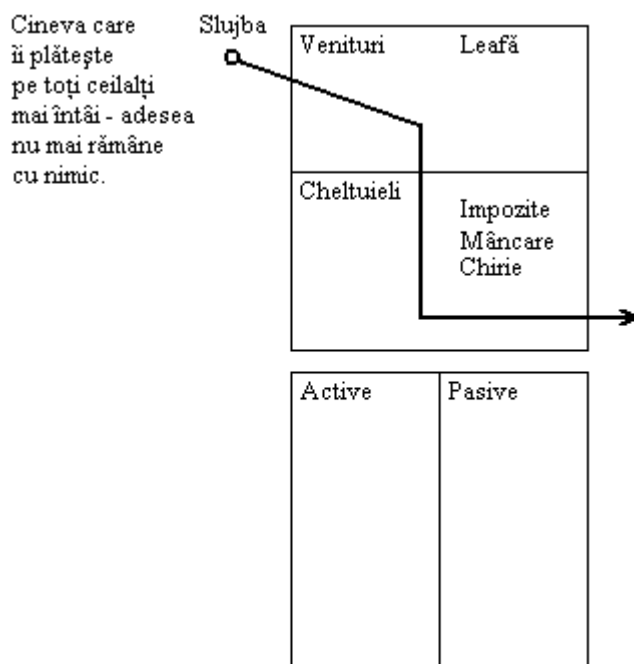 Cineva care
îi plătește
pe toți ceilalți
mai întâi - adesea
nu mai rămâne
cu nimic.
Slujba
Venituri
Leafă
Cheltuieli
Impozite
Mâncare
Chirie
Active
Pasive